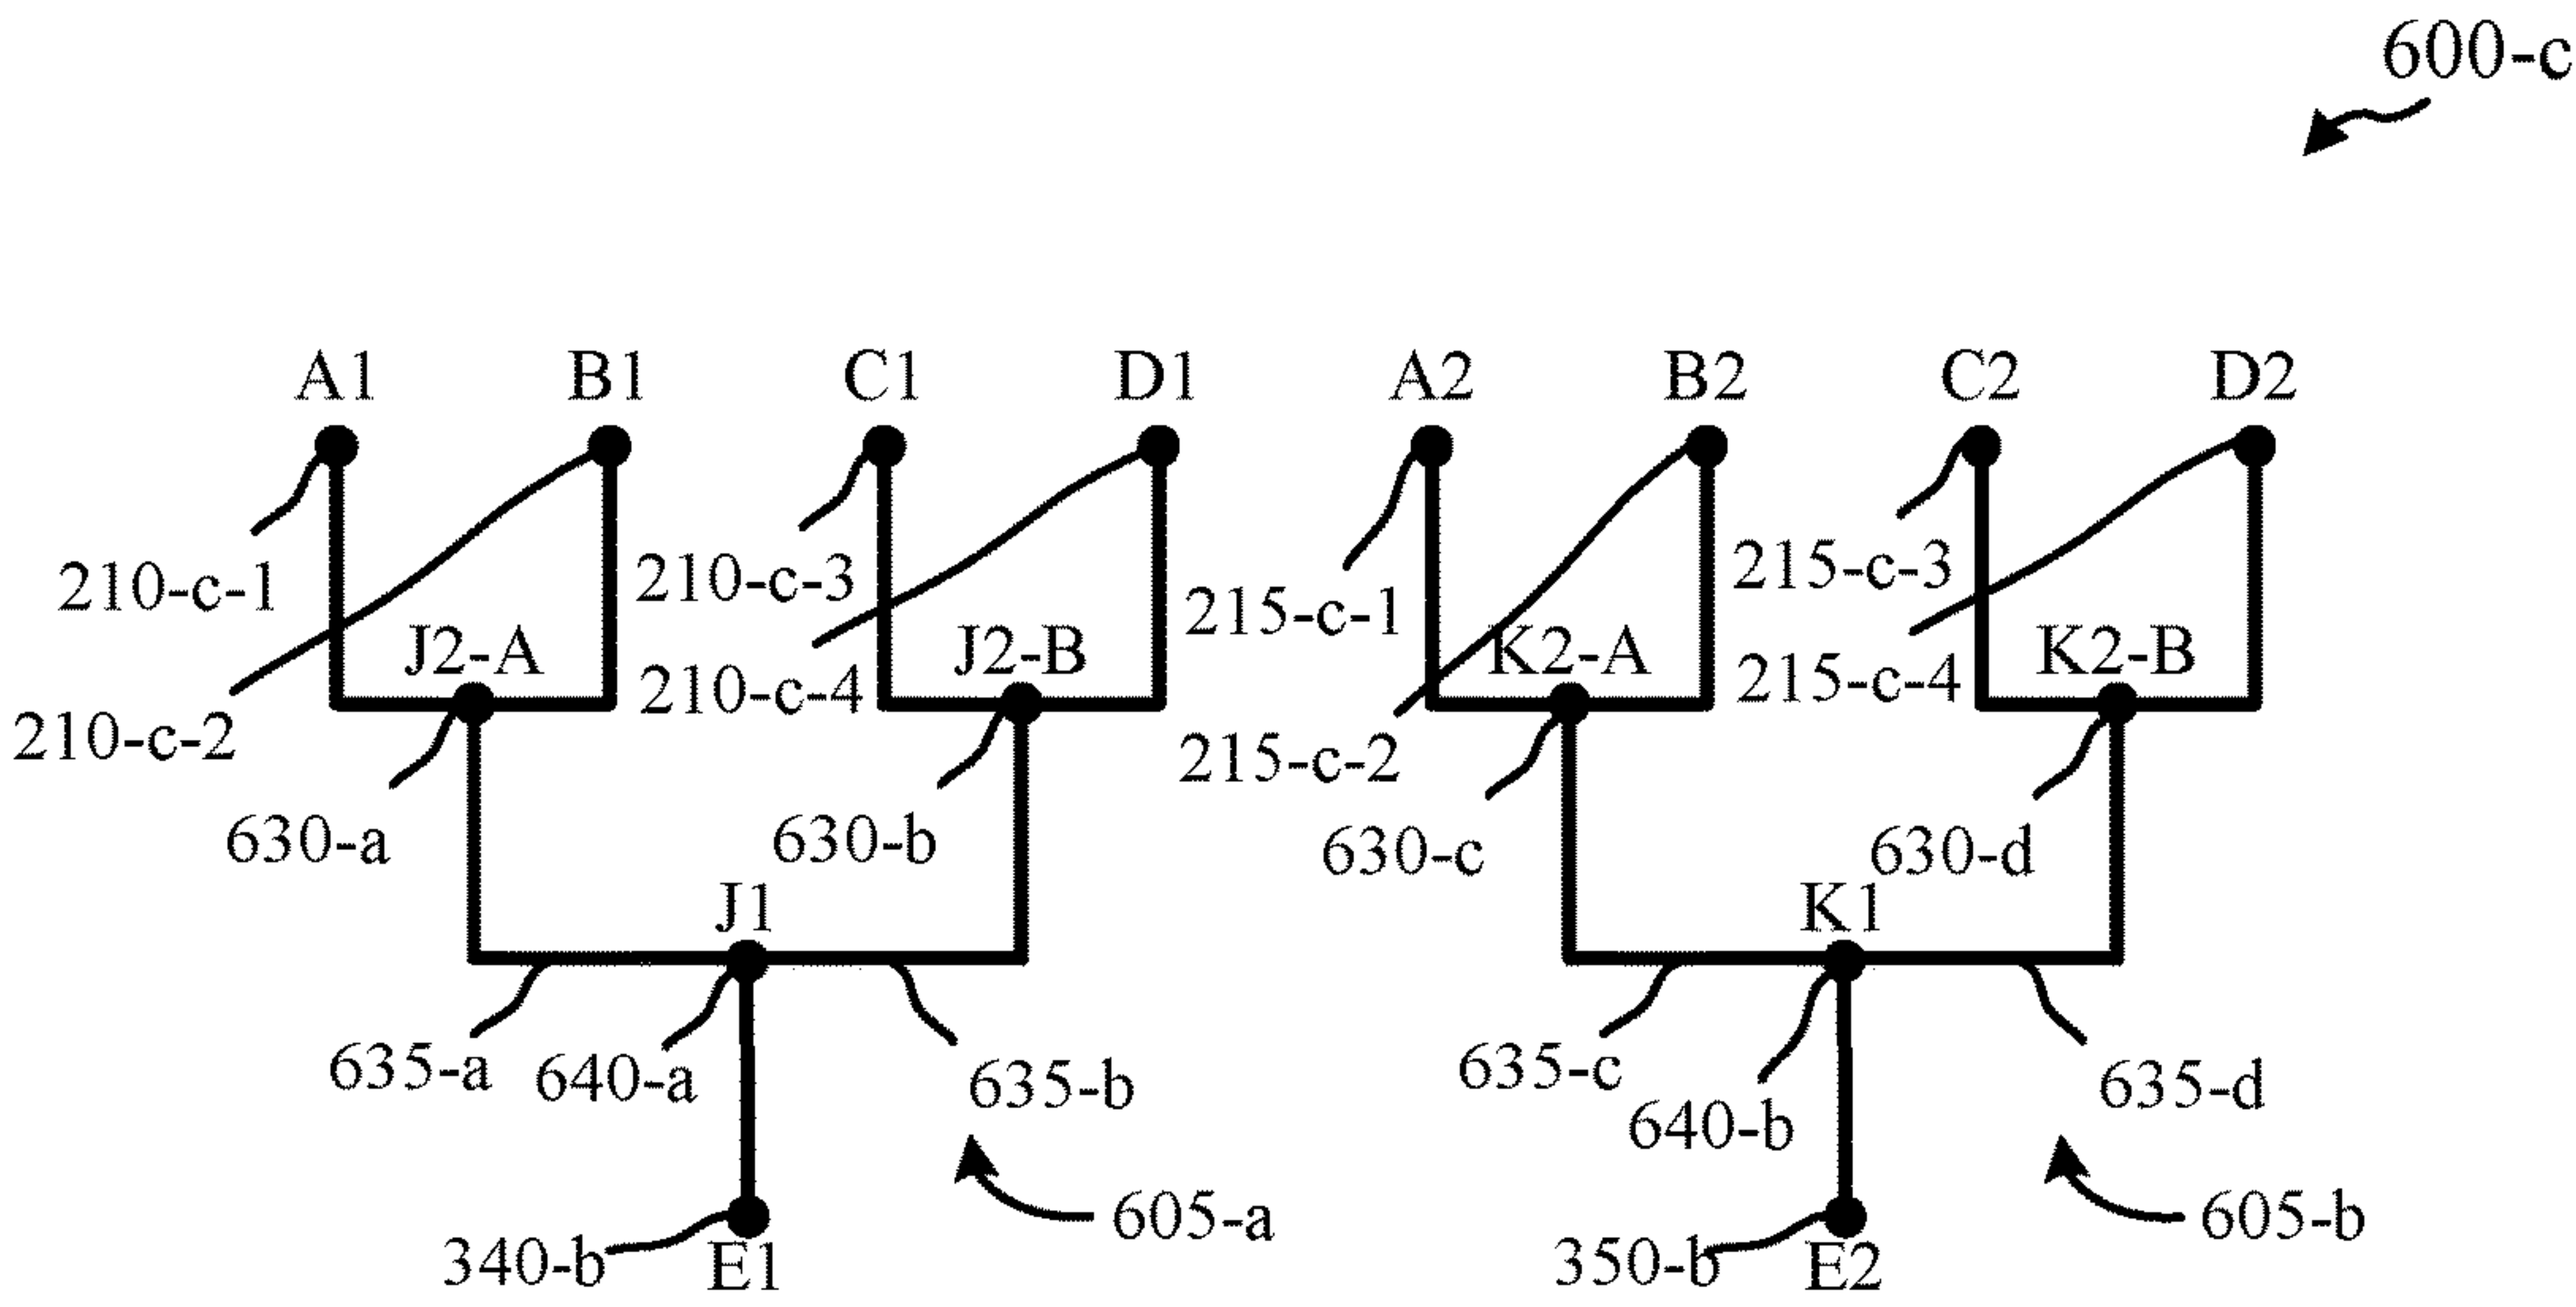 600-c
A1 B1 C1 D1 A2 B2 C2 D2
210-c-1 210-c-3 215-c-1 215-c-3
J2-A J2-B K2-A K2-B
210-c-2 210-c-4 215-c-2 215-c-4
630-a 630-b 630-c 630-d
J1 K1
635-a 640-a 635-b 635-c 640-b 635-d
605-a 605-b
340-b E1 350-b E2